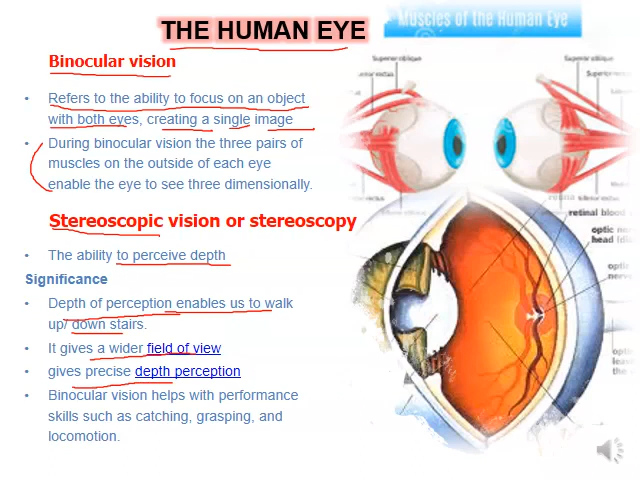 THE HUMAN EYE
Muscles of the Human Eye
Binocular vision
• Refers to the ability to focus on an object
with both eyes, creating a single image
• During binocular vision the three pairs of
muscles on the outside of each eye
enable the eye to see three dimensionally.
Stereoscopic vision or stereoscopy
• The ability to perceive depth
Significance
• Depth of perception enables us to walk
up/ down stairs.
• It gives a wider field of view
• gives precise depth perception
• Binocular vision helps with performance
skills such as catching, grasping, and
locomotion.
Superior oblique
Superior oblique
Superior
retina
retinal blood
optic
head